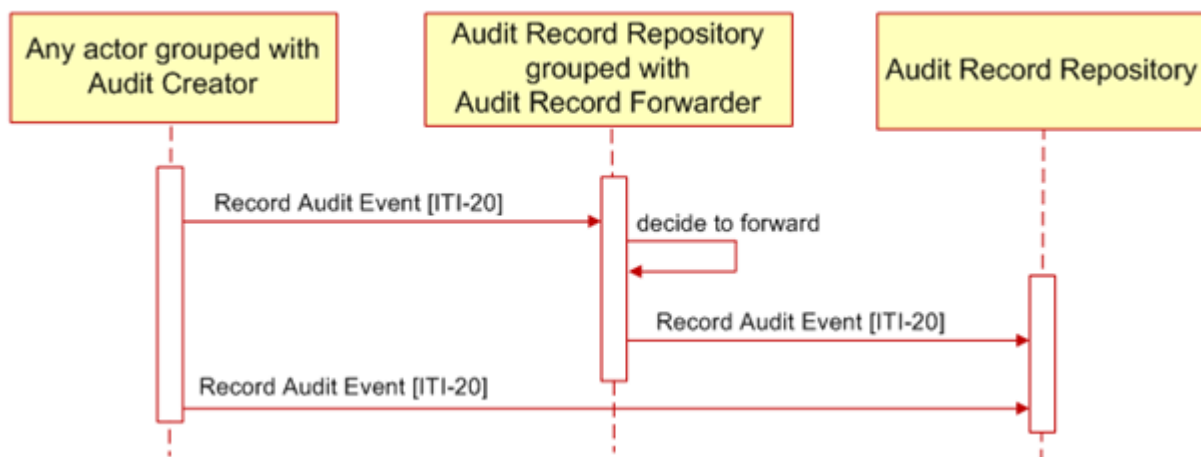 Any actor grouped with
Audit Creator
Audit Record Repository
grouped with
Audit Record Forwarder
Audit Record Repository
Record Audit Event [ITI-20]
decide to forward
Record Audit Event [ITI-20]
Record Audit Event [ITI-20]